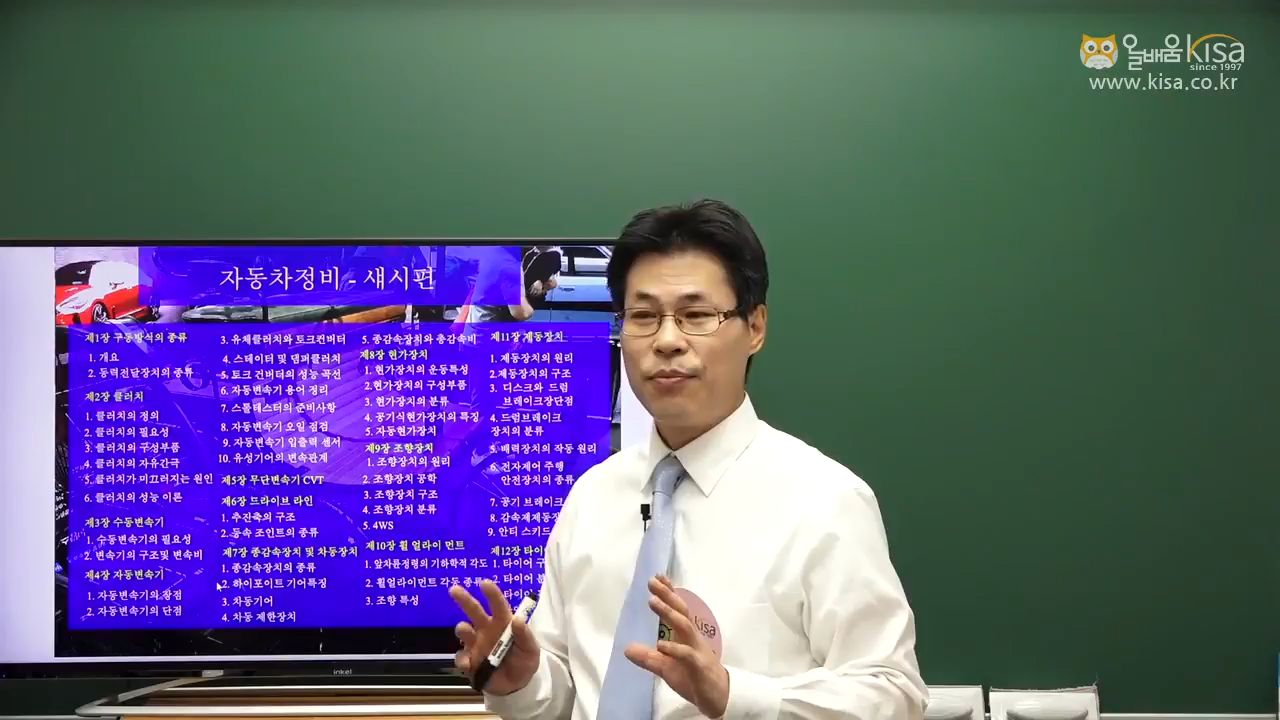 올배움kisa
since 1997
www.kisa.co.kr
자동차정비 - 섀시편
제1장 구동방식의 종류
1. 개요
2. 동력전달장치의 종류
제2장 클러치
1. 클러치의 정의
2. 클러치의 필요성
3. 클러치의 구성부품
4. 클러치의 자유간극
5. 클러치가 미끄러지는 원인
6. 클러치의 성능 이론
제3장 수동변속기
1. 수동변속기의 필요성
2. 변속기의 구조및 변속비
제4장 자동변속기
1. 자동변속기의 장점
2. 자동변속기의 단점
3. 유체클러치와 토크컨버터
4. 스테이터 및 댐퍼클러치
5. 토크 컨버터의 성능 곡선
6. 자동변속기 용어 정리
7. 스톨테스터의 준비사항
8. 자동변속기 오일 점검
9. 자동변속기 입출력 센서
10. 유성기어의 변속관계
제5장 무단변속기 CVT
제6장 드라이브 라인
1. 추진축의 구조
2. 등속 조인트의 종류
제7장 종감속장치 및 차동장치
1. 종감속장치의 종류
2. 하이포이트 기어특징
3. 차동기어
4. 차동 제한장치
5. 종감속장치와 총감속비
제8장 현가장치
1. 현가장치의 운동특성
2.현가장치의 구성부품
3. 현가장치의 분류
4. 공기식현가장치의 특징
5. 자동현가장치
제9장 조향장치
1. 조향장치의 원리
2. 조향장치 공학
3. 조향장치 구조
4. 조향장치 분류
5. 4WS
제10장 휠 얼라이 먼트
1. 앞차륜정렬의 기하학적 각도
2. 휠얼라이먼트 각동 종류
3. 조향 특성
제11장 제동장치
1. 제동장치의 원리
2.제동장치의 구조
3. 디스크와 드럼
브레이크장단점
4. 드럼브레이크
장치의 분류
5. 배력장치의 작동 원리
6. 전자제어 주행
안전장치의 종류
7. 공기 브레이크
8. 감속제제동장
9. 안티 스키드
제12장 타이
1. 타이어 구
2. 타이어 분
kisa
inkel